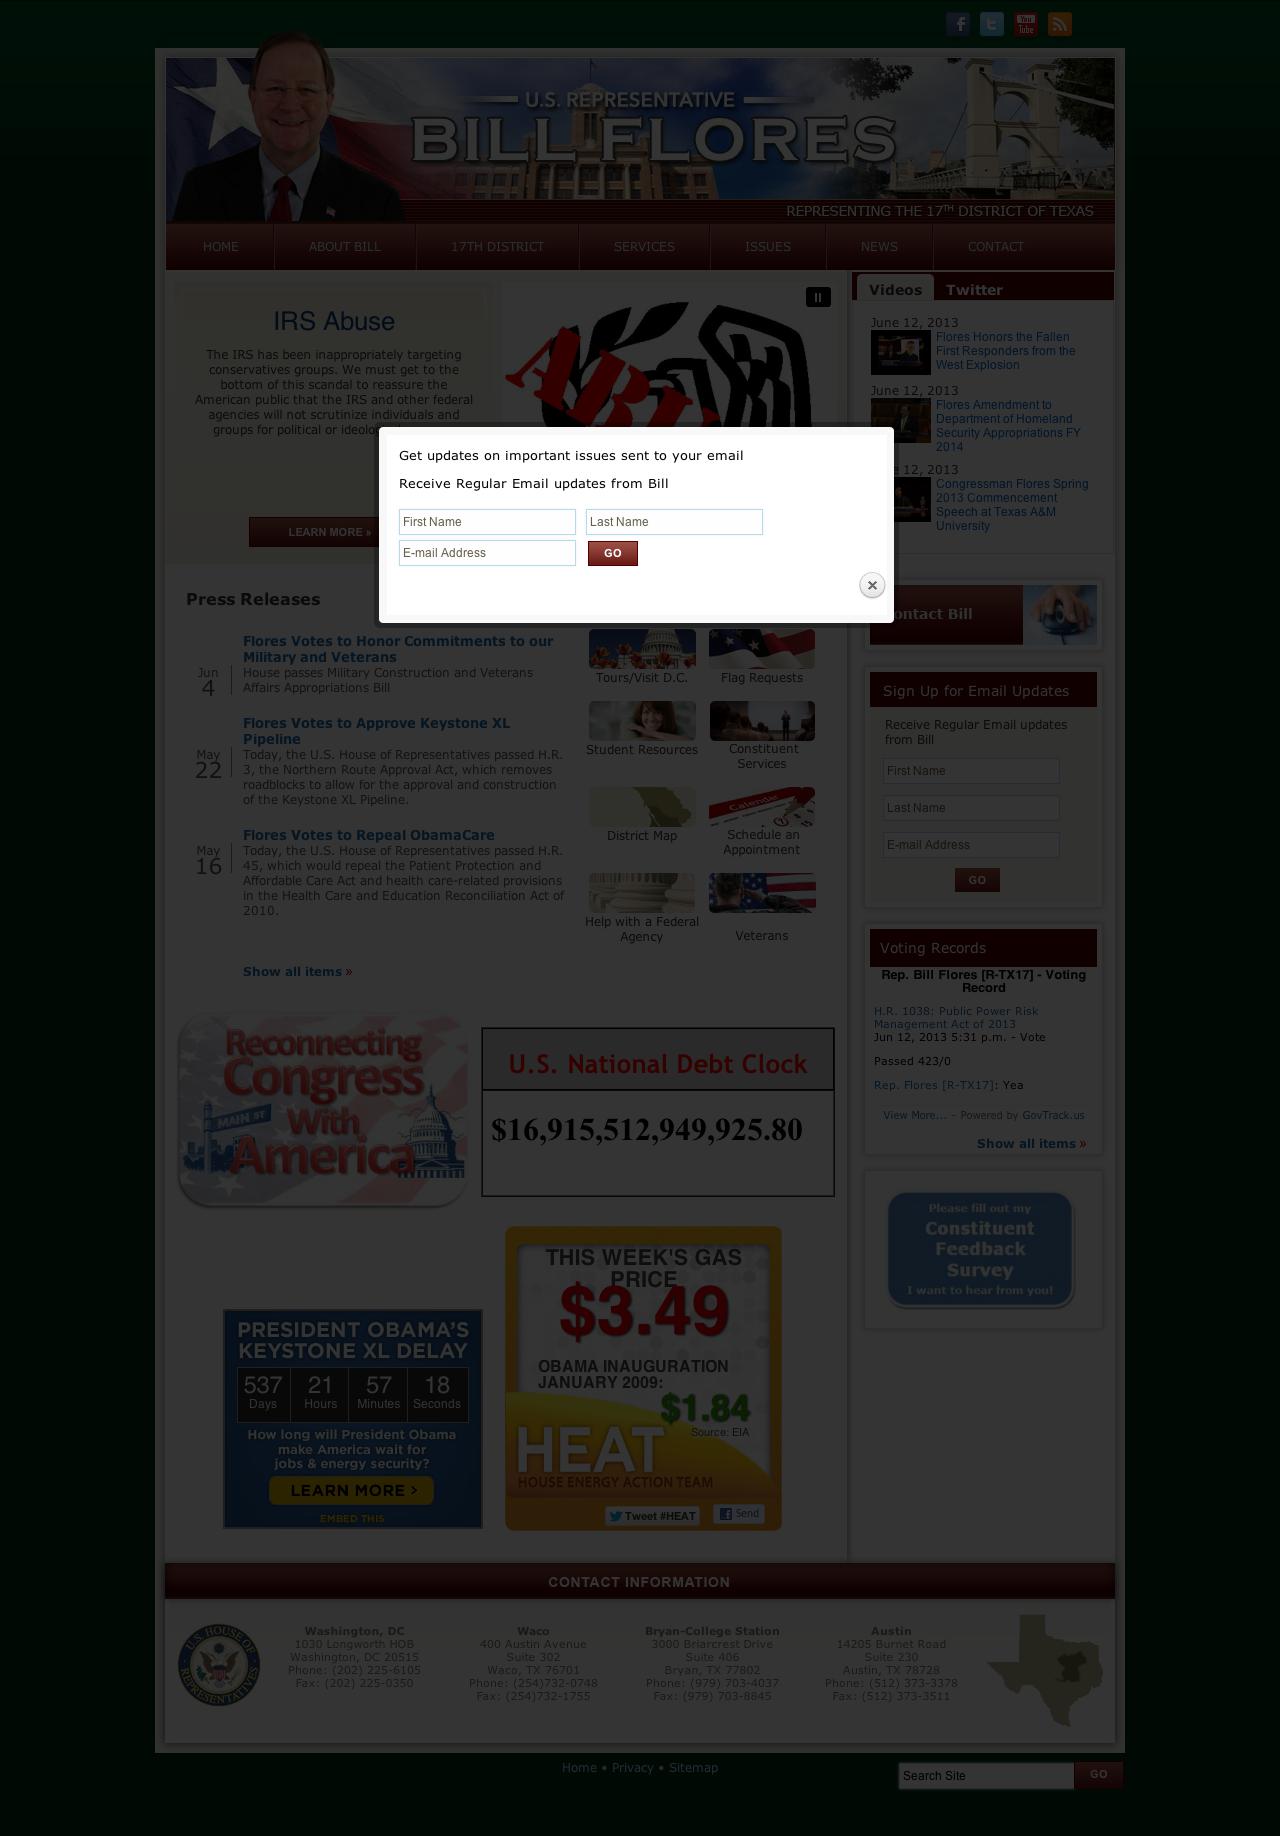 U.S. REPRESENTATIVE
BILL FLORES
REPRESENTING THE 17TH DISTRICT OF TEXAS
HOME
ABOUT BILL
17TH DISTRICT
SERVICES
ISSUES
NEWS
CONTACT
IRS Abuse
The IRS has been inappropriately targeting
conservatives groups. We must get to the
bottom of this scandal to reassure the
American public that the IRS and other federal
agencies will not scrutinize individuals and
groups for political or
LEARN MORE »
Videos
Twitter
June 12, 2013
Flores Honors the Fallen
First Responders from the
West Explosion
June 12, 2013
Flores Amendment to
Department of Homeland
Security Appropriations FY
2014
12, 2013
Congressman Flores Spring
2013 Commencement
Speech at Texas A&M
University
Get updates on important issues sent to your email
Receive Regular Email updates from Bill
First Name
Last Name
E-mail Address
GO
Press Releases
Jun
4
Flores Votes to Honor Commitments to our
Military and Veterans
House passes Military Construction and Veterans
Affairs Appropriations Bill
May
22
Flores Votes to Approve Keystone XL
Pipeline
Today, the U.S. House of Representatives passed H.R.
3, the Northern Route Approval Act, which removes
roadblocks to allow for the approval and construction
of the Keystone XL Pipeline.
May
16
Flores Votes to Repeal ObamaCare
Today, the U.S. House of Representatives passed H.R.
45, which would repeal the Patient Protection and
Affordable Care Act and health care-related provisions
in the Health Care and Education Reconciliation Act of
2010.
Show all items »
Tours/Visit D.C.
Flag Requests
Student Resources
Constituent
Services
District Map
Calendar
Schedule an
Appointment
Help with a Federal
Agency
Veterans
ontact Bill
Sign Up for Email Updates
Receive Regular Email updates
from Bill
First Name
Last Name
E-mail Address
GO
Voting Records
Rep. Bill Flores [R-TX17] - Voting
Record
H.R. 1038: Public Power Risk
Management Act of 2013
Jun 12, 2013 5:31 p.m. - Vote
Passed 423/0
Rep. Flores [R-TX17]: Yea
View More... - Powered by GovTrack.us
Show all items »
Please fill out my
Constituent
Feedback
Survey
I want to hear from you!
Reconnecting
Congress
With
America
MAIN ST
U.S. National Debt Clock
$16,915,512,949,925.80
PRESIDENT OBAMA'S
KEYSTONE XL DELAY
537 21 57 18
Days Hours Minutes Seconds
How long will President Obama
make America wait for
jobs & energy security?
LEARN MORE >
EMBED THIS
THIS WEEK'S GAS
PRICE
$3.49
OBAMA INAUGURATION
JANUARY 2009:
$1.84
Source: EIA
HEAT
HOUSE ENERGY ACTION TEAM
Tweet #HEAT
Send
CONTACT INFORMATION
U.S. HOUSE OF REPRESENTATIVES
Washington, DC
1030 Longworth HOB
Washington, DC 20515
Phone: (202) 225-6105
Fax: (202) 225-0350
Waco
400 Austin Avenue
Suite 302
Waco, TX 76701
Phone: (254)732-0748
Fax: (254)732-1755
Bryan-College Station
3000 Briarcrest Drive
Suite 406
Bryan, TX 77802
Phone: (979) 703-4037
Fax: (979) 703-8845
Austin
14205 Burnet Road
Suite 230
Austin, TX 78728
Phone: (512) 373-3378
Fax: (512) 373-3511
Home • Privacy • Sitemap
Search Site
GO